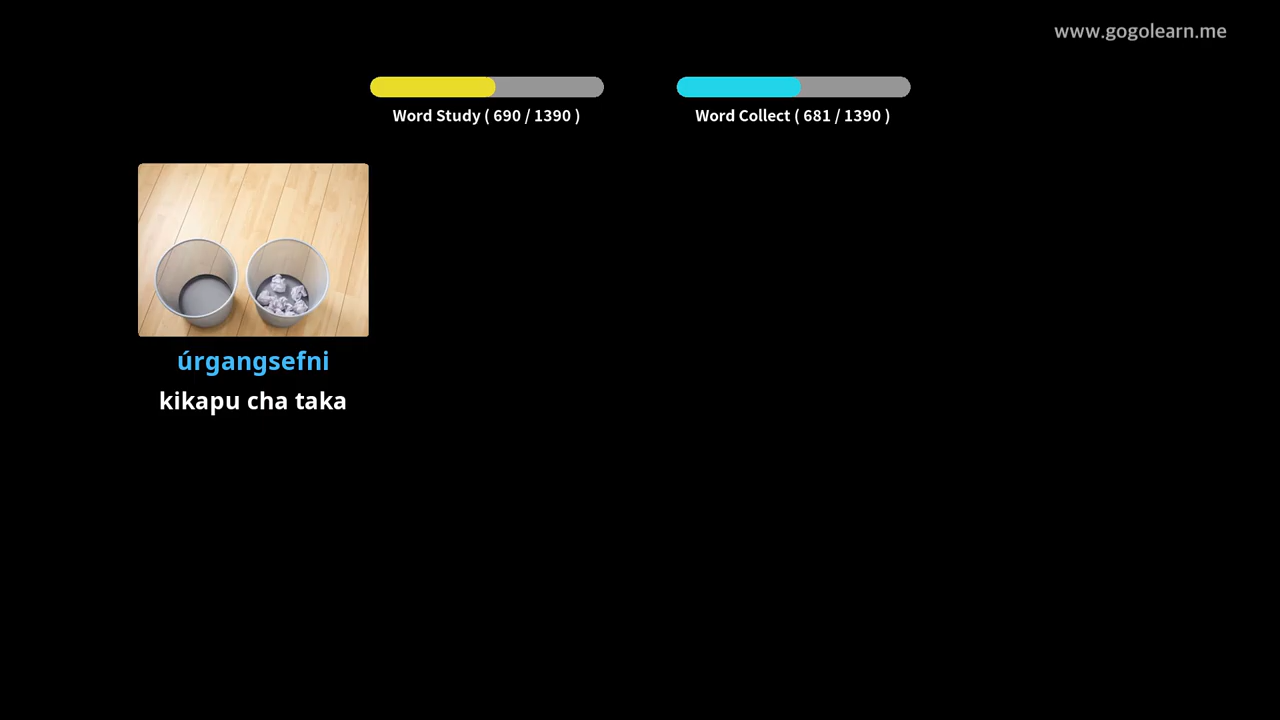 www.gogolearn.me
Word Study ( 690 / 1390 )
Word Collect ( 681 / 1390 )
úrgangsefni
kikapu cha taka